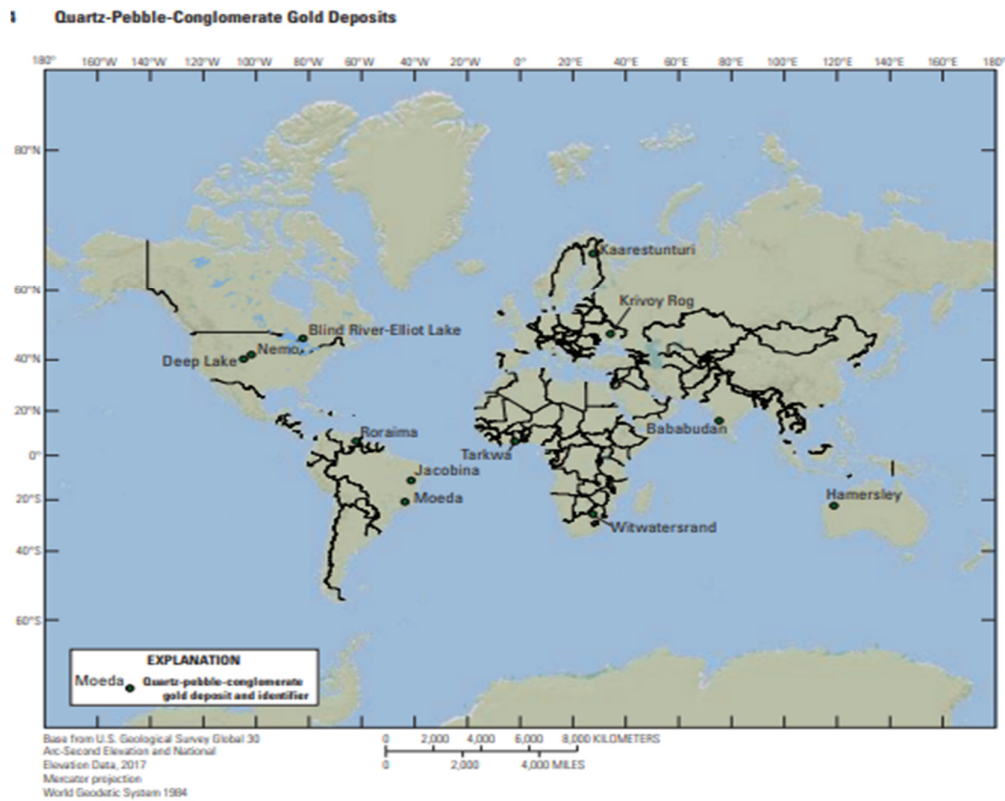 Quartz-Pebble-Conglomerate Gold Deposits
180° 160°W 140°W 120°W 100°W 80°W 60°W 40°W 20°W 0° 20°E 40°E 60°E 80°E 100°E 120°E 140°E 160°E 180°
80°N
Kaarestunturi
60°N
Krivoy Rog
Blind River-Elliot Lake
Nemo
40°N
Deep Lake
20°N
Bababudan
Roraima
0°
Tarkwa
Jacobina
Moeda
Hamersley
20°S
Witwatersrand
40°S
60°S
EXPLANATION
Moeda Quartz-pebble-conglomerate
gold deposit and identifier
Base from U.S. Geological Survey Global 30
Arc-Second Elevation and National
Elevation Data, 2017
Mercator projection
World Geodetic System 1984
0 2,000 4,000 6,000 8,000 KILOMETERS
0 2,000 4,000 MILES